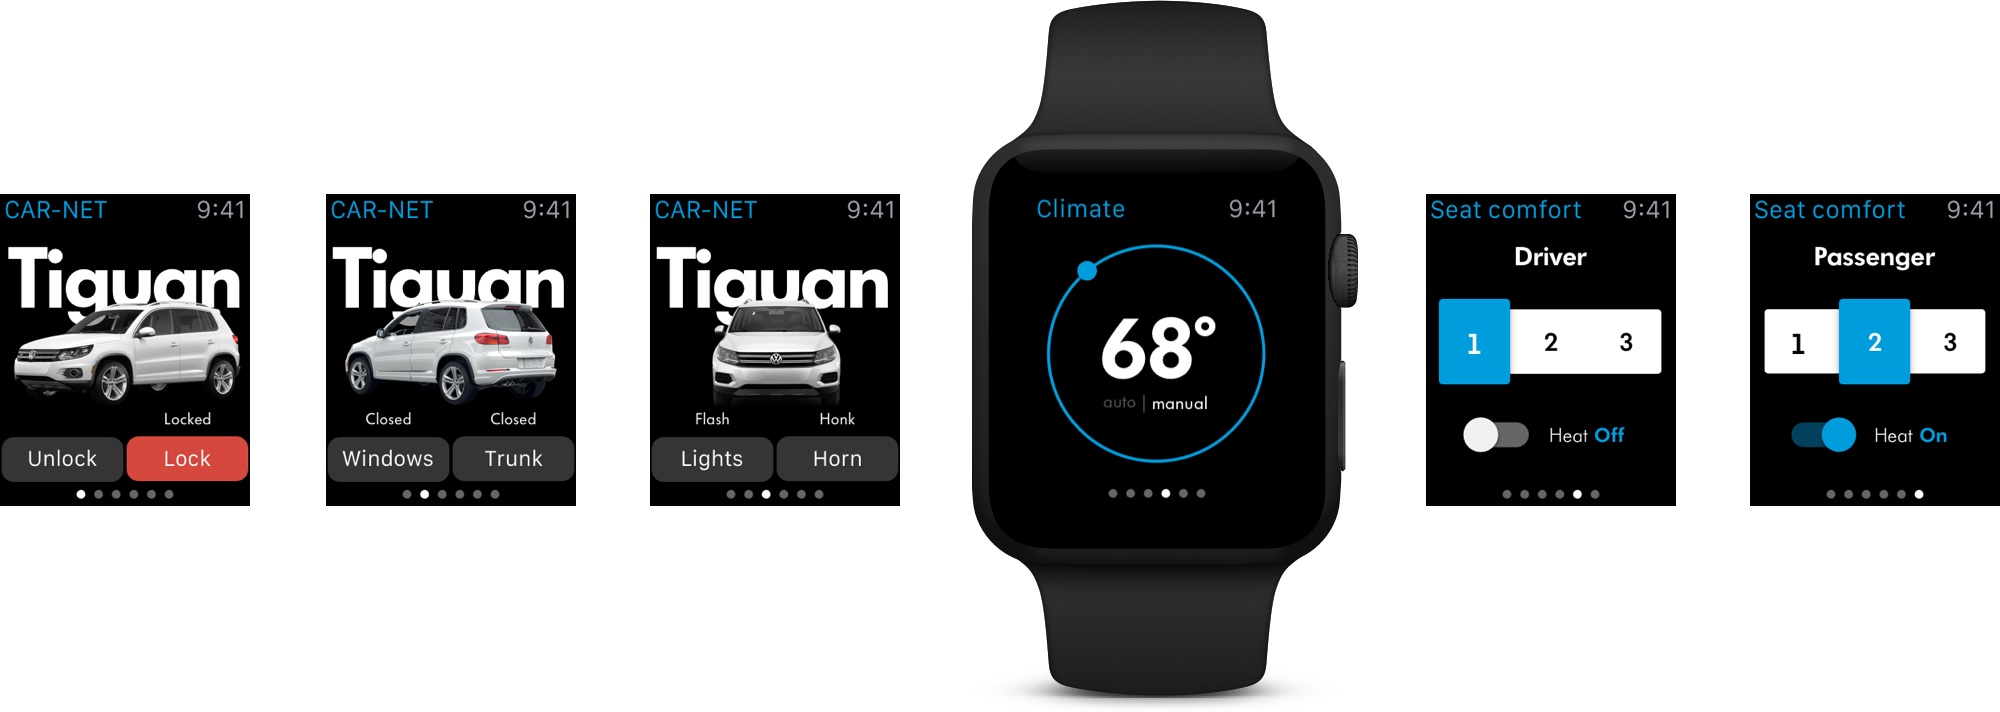 CAR-NET 9:41
Tiguan
Locked
Unlock Lock
CAR-NET 9:41
Tiguan
Closed Closed
Windows Trunk
CAR-NET 9:41
Tiguan
Flash Honk
Lights Horn
Climate 9:41
68°
auto | manual
Seat comfort 9:41
Driver
1 2 3
Heat Off
Seat comfort 9:41
Passenger
1 2 3
Heat On